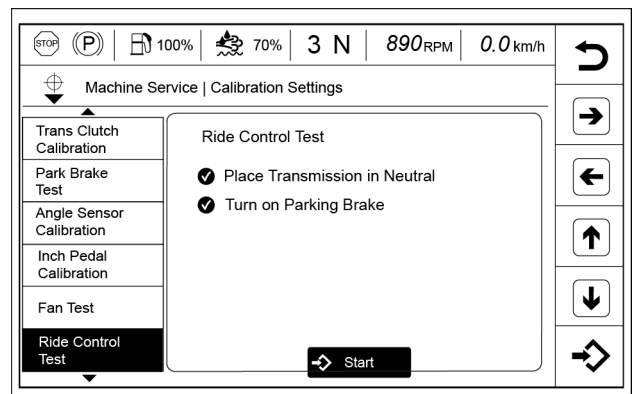 STOP (P) 100% 70% 3 N 890 RPM 0.0 km/h
Machine Service | Calibration Settings
Trans Clutch
Calibration
Park Brake
Test
Angle Sensor
Calibration
Inch Pedal
Calibration
Fan Test
Ride Control
Test
Ride Control Test
Place Transmission in Neutral
Turn on Parking Brake
Start